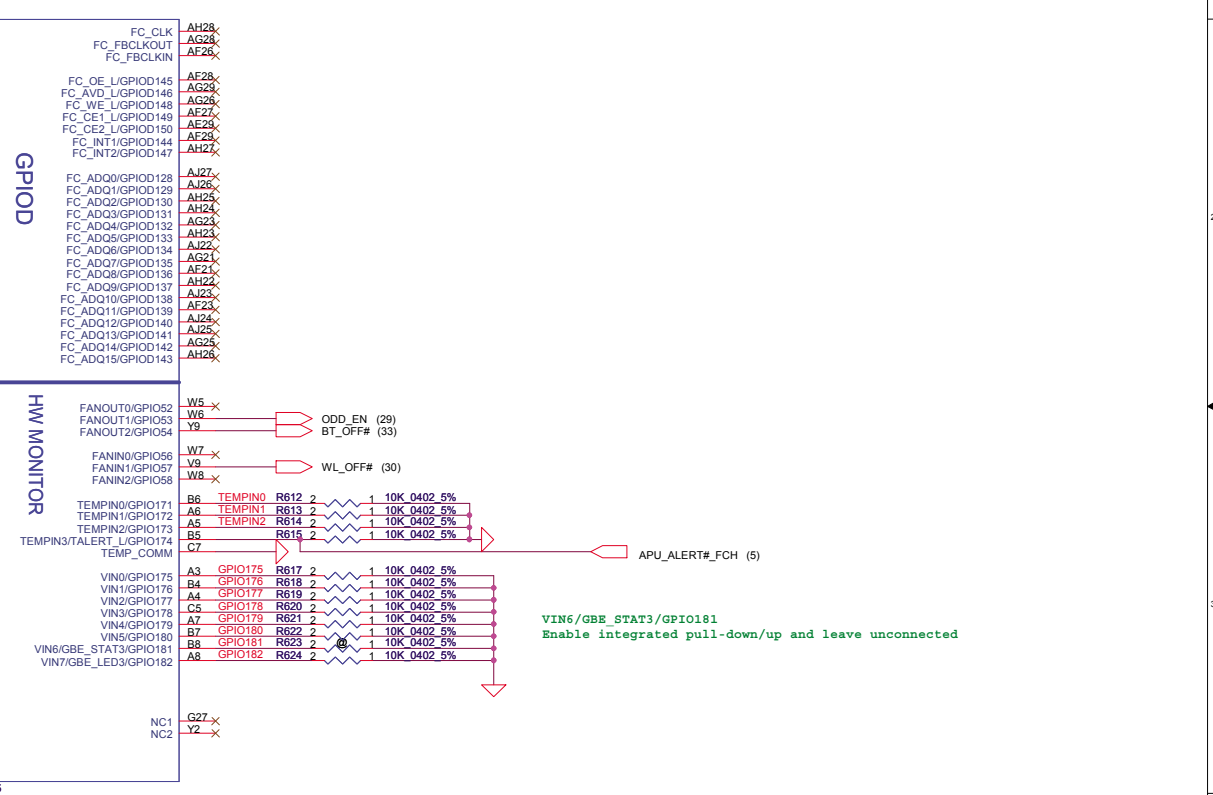 FC_CLK AH28
FC_FBCLKOUT AG28
FC_FBCLKIN AF26
FC_OE_L/GPIOD145 AF28
FC_AVD_L/GPIOD146 AG29
FC_WE_L/GPIOD148 AG26
FC_CE1_L/GPIOD149 AF27
FC_CE2_L/GPIOD150 AE29
FC_INT1/GPIOD144 AF29
FC_INT2/GPIOD147 AH27
GPIOD
FC_ADQ0/GPIOD128 AJ27
FC_ADQ1/GPIOD129 AJ26
FC_ADQ2/GPIOD130 AH25
FC_ADQ3/GPIOD131 AH24
FC_ADQ4/GPIOD132 AG23
FC_ADQ5/GPIOD133 AH23
FC_ADQ6/GPIOD134 AJ22
FC_ADQ7/GPIOD135 AG21
FC_ADQ8/GPIOD136 AF21
FC_ADQ9/GPIOD137 AH22
FC_ADQ10/GPIOD138 AJ23
FC_ADQ11/GPIOD139 AF23
FC_ADQ12/GPIOD140 AJ24
FC_ADQ13/GPIOD141 AJ25
FC_ADQ14/GPIOD142 AG25
FC_ADQ15/GPIOD143 AH26
HW MONITOR
FANOUT0/GPIO52 W5
FANOUT1/GPIO53 W6 ODD_EN (29)
FANOUT2/GPIO54 Y9 BT_OFF# (33)
FANIN0/GPIO56 W7
FANIN1/GPIO57 V9 WL_OFF# (30)
FANIN2/GPIO58 W8
TEMPIN0/GPIO171 B6 TEMPIN0 R612 2 1 10K_0402_5%
TEMPIN1/GPIO172 A6 TEMPIN1 R613 2 1 10K_0402_5%
TEMPIN2/GPIO173 A5 TEMPIN2 R614 2 1 10K_0402_5%
TEMPIN3/TALERT_L/GPIO174 B5 R615 2 1 10K_0402_5%
TEMP_COMM C7 APU_ALERT#_FCH (5)
VIN0/GPIO175 A3 GPIO175 R617 2 1 10K_0402_5%
VIN1/GPIO176 B4 GPIO176 R618 2 1 10K_0402_5%
VIN2/GPIO177 A4 GPIO177 R619 2 1 10K_0402_5%
VIN3/GPIO178 C5 GPIO178 R620 2 1 10K_0402_5%
VIN4/GPIO179 A7 GPIO179 R621 2 1 10K_0402_5%
VIN5/GPIO180 B7 GPIO180 R622 2 1 10K_0402_5%
VIN6/GBE_STAT3/GPIO181 B8 GPIO181 R623 2 @ 1 10K_0402_5%
VIN7/GBE_LED3/GPIO182 A8 GPIO182 R624 2 1 10K_0402_5%
VIN6/GBE_STAT3/GPIO181
Enable integrated pull-down/up and leave unconnected
NC1 G27
NC2 Y2